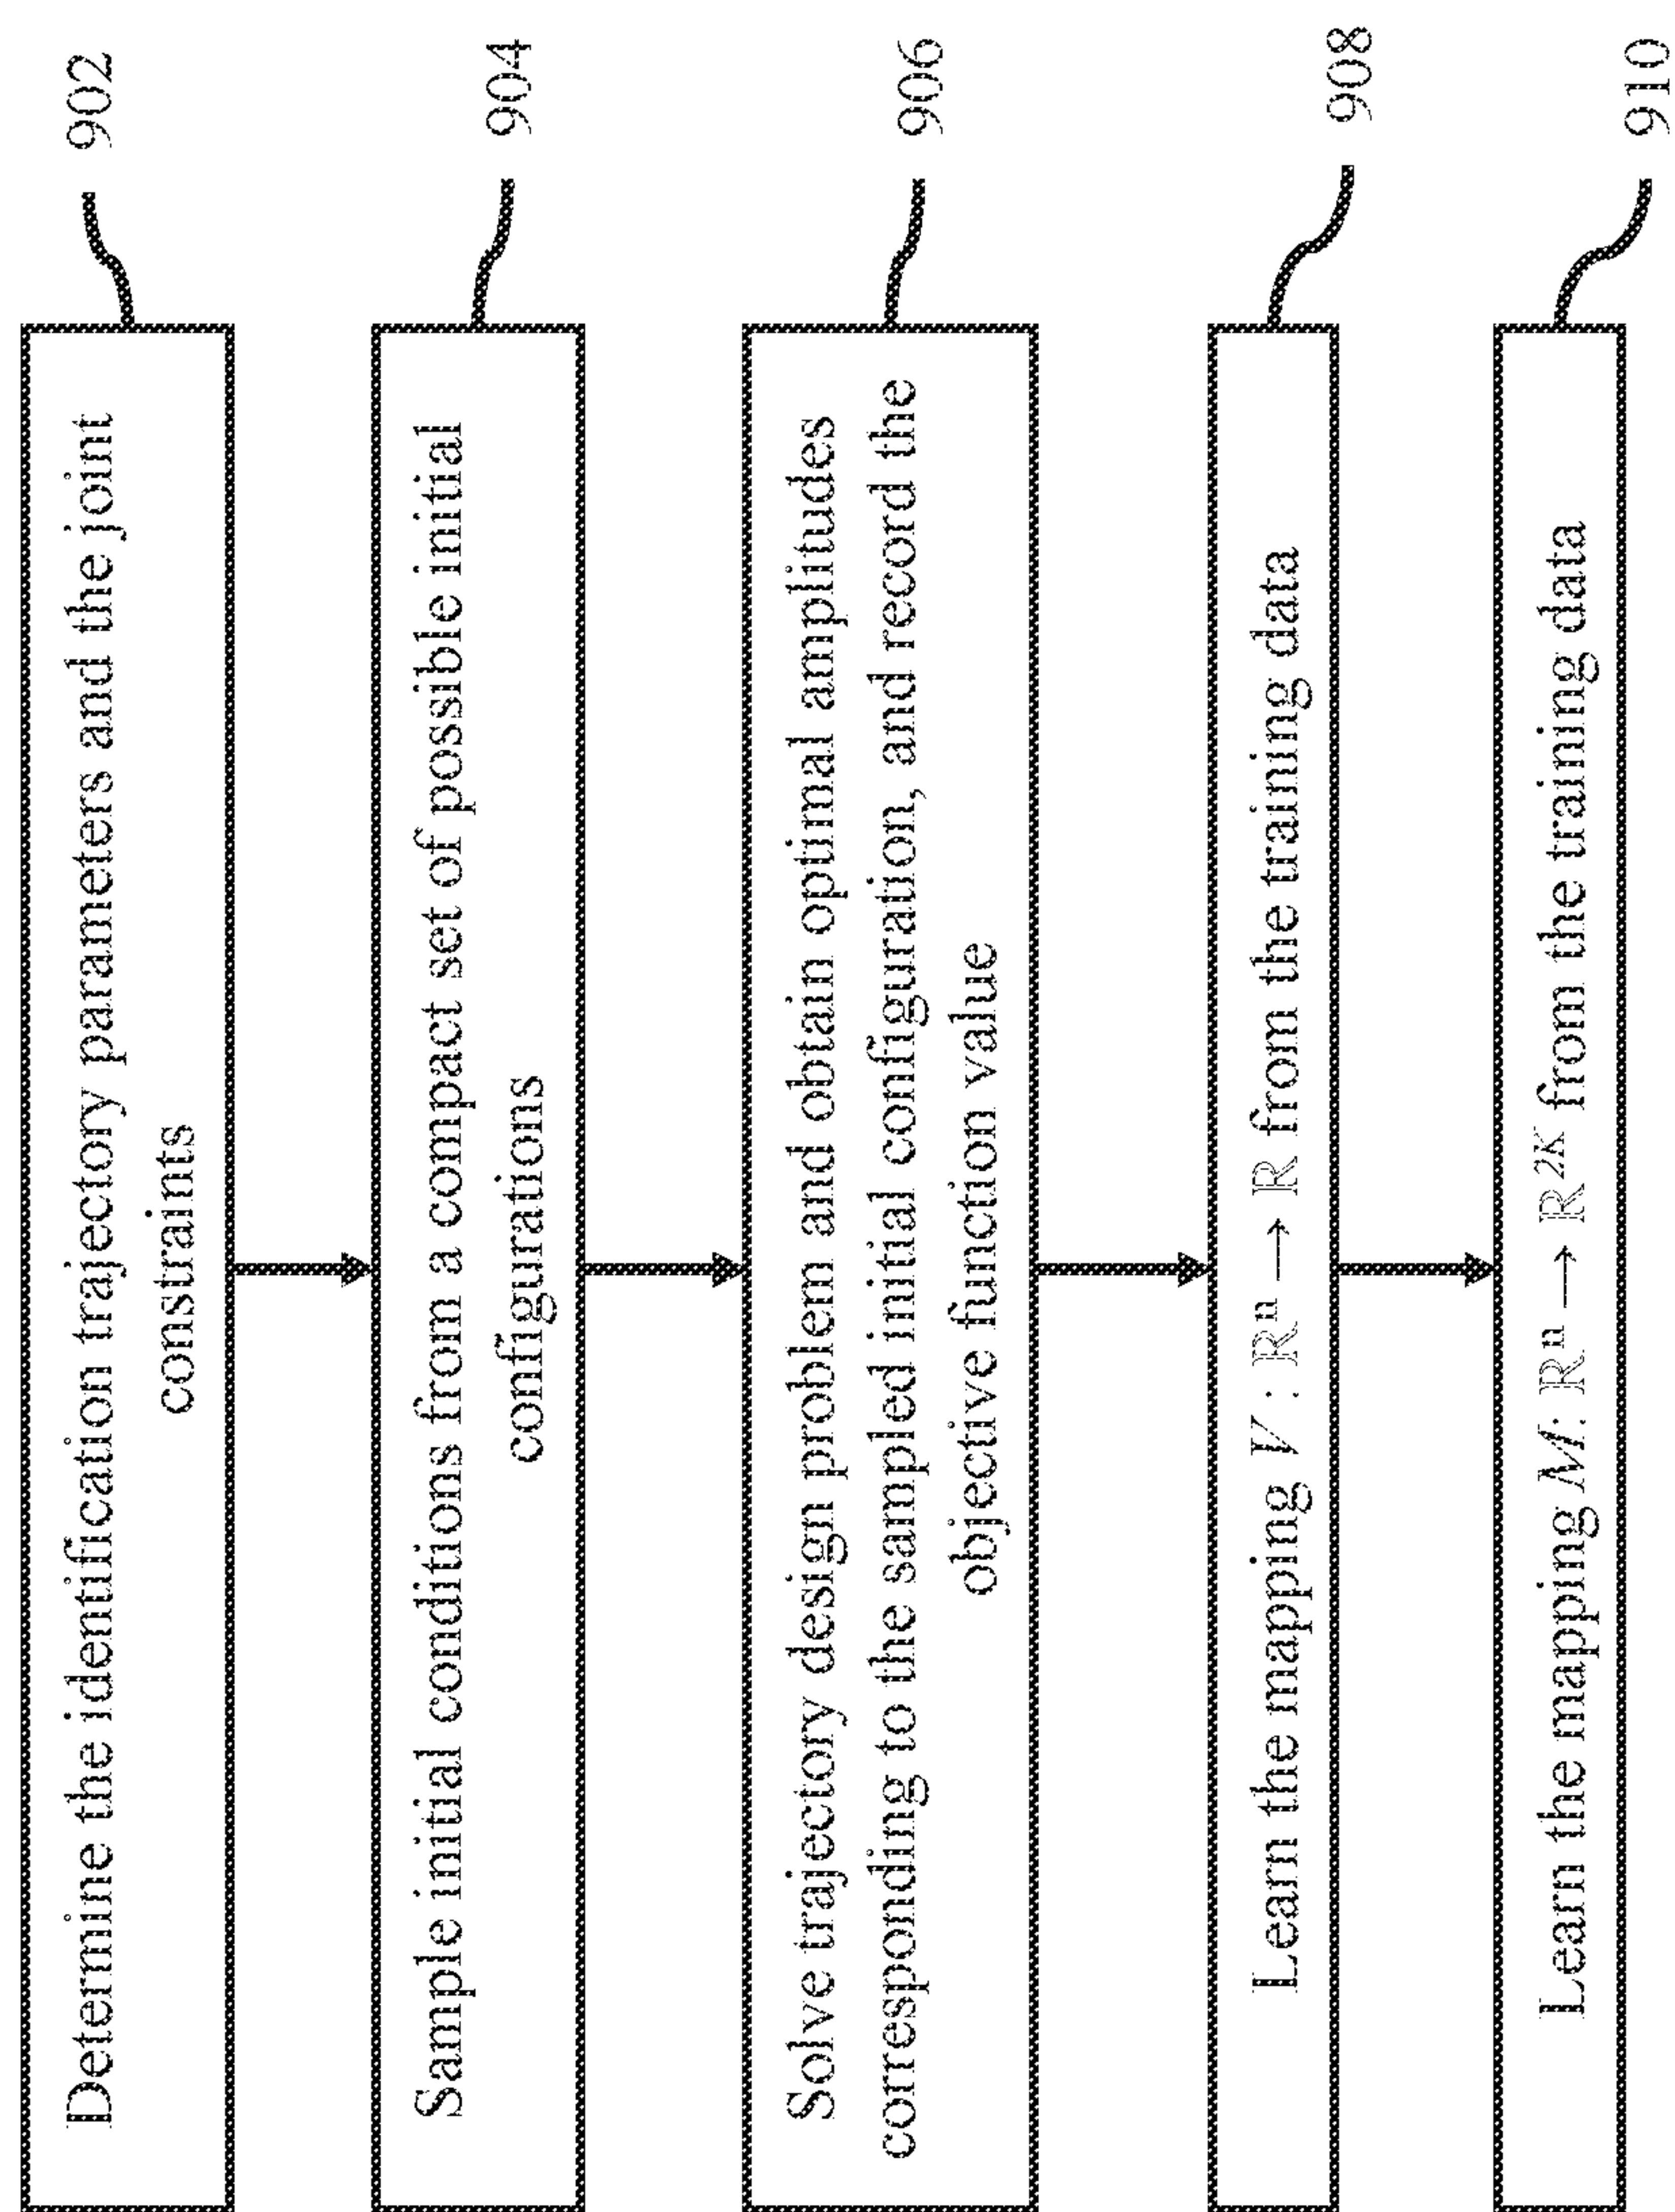 Determine the identification trajectory parameters and the joint
constraints
902
Sample initial conditions from a compact set of possible initial
configurations
904
Solve trajectory design problem and obtain optimal amplitudes
corresponding to the sampled initial configuration, and record the
objective function value
906
Learn the mapping V : ℝⁿ → ℝ from the training data
908
Learn the mapping M: ℝⁿ → ℝ²ᴷ from the training data
910